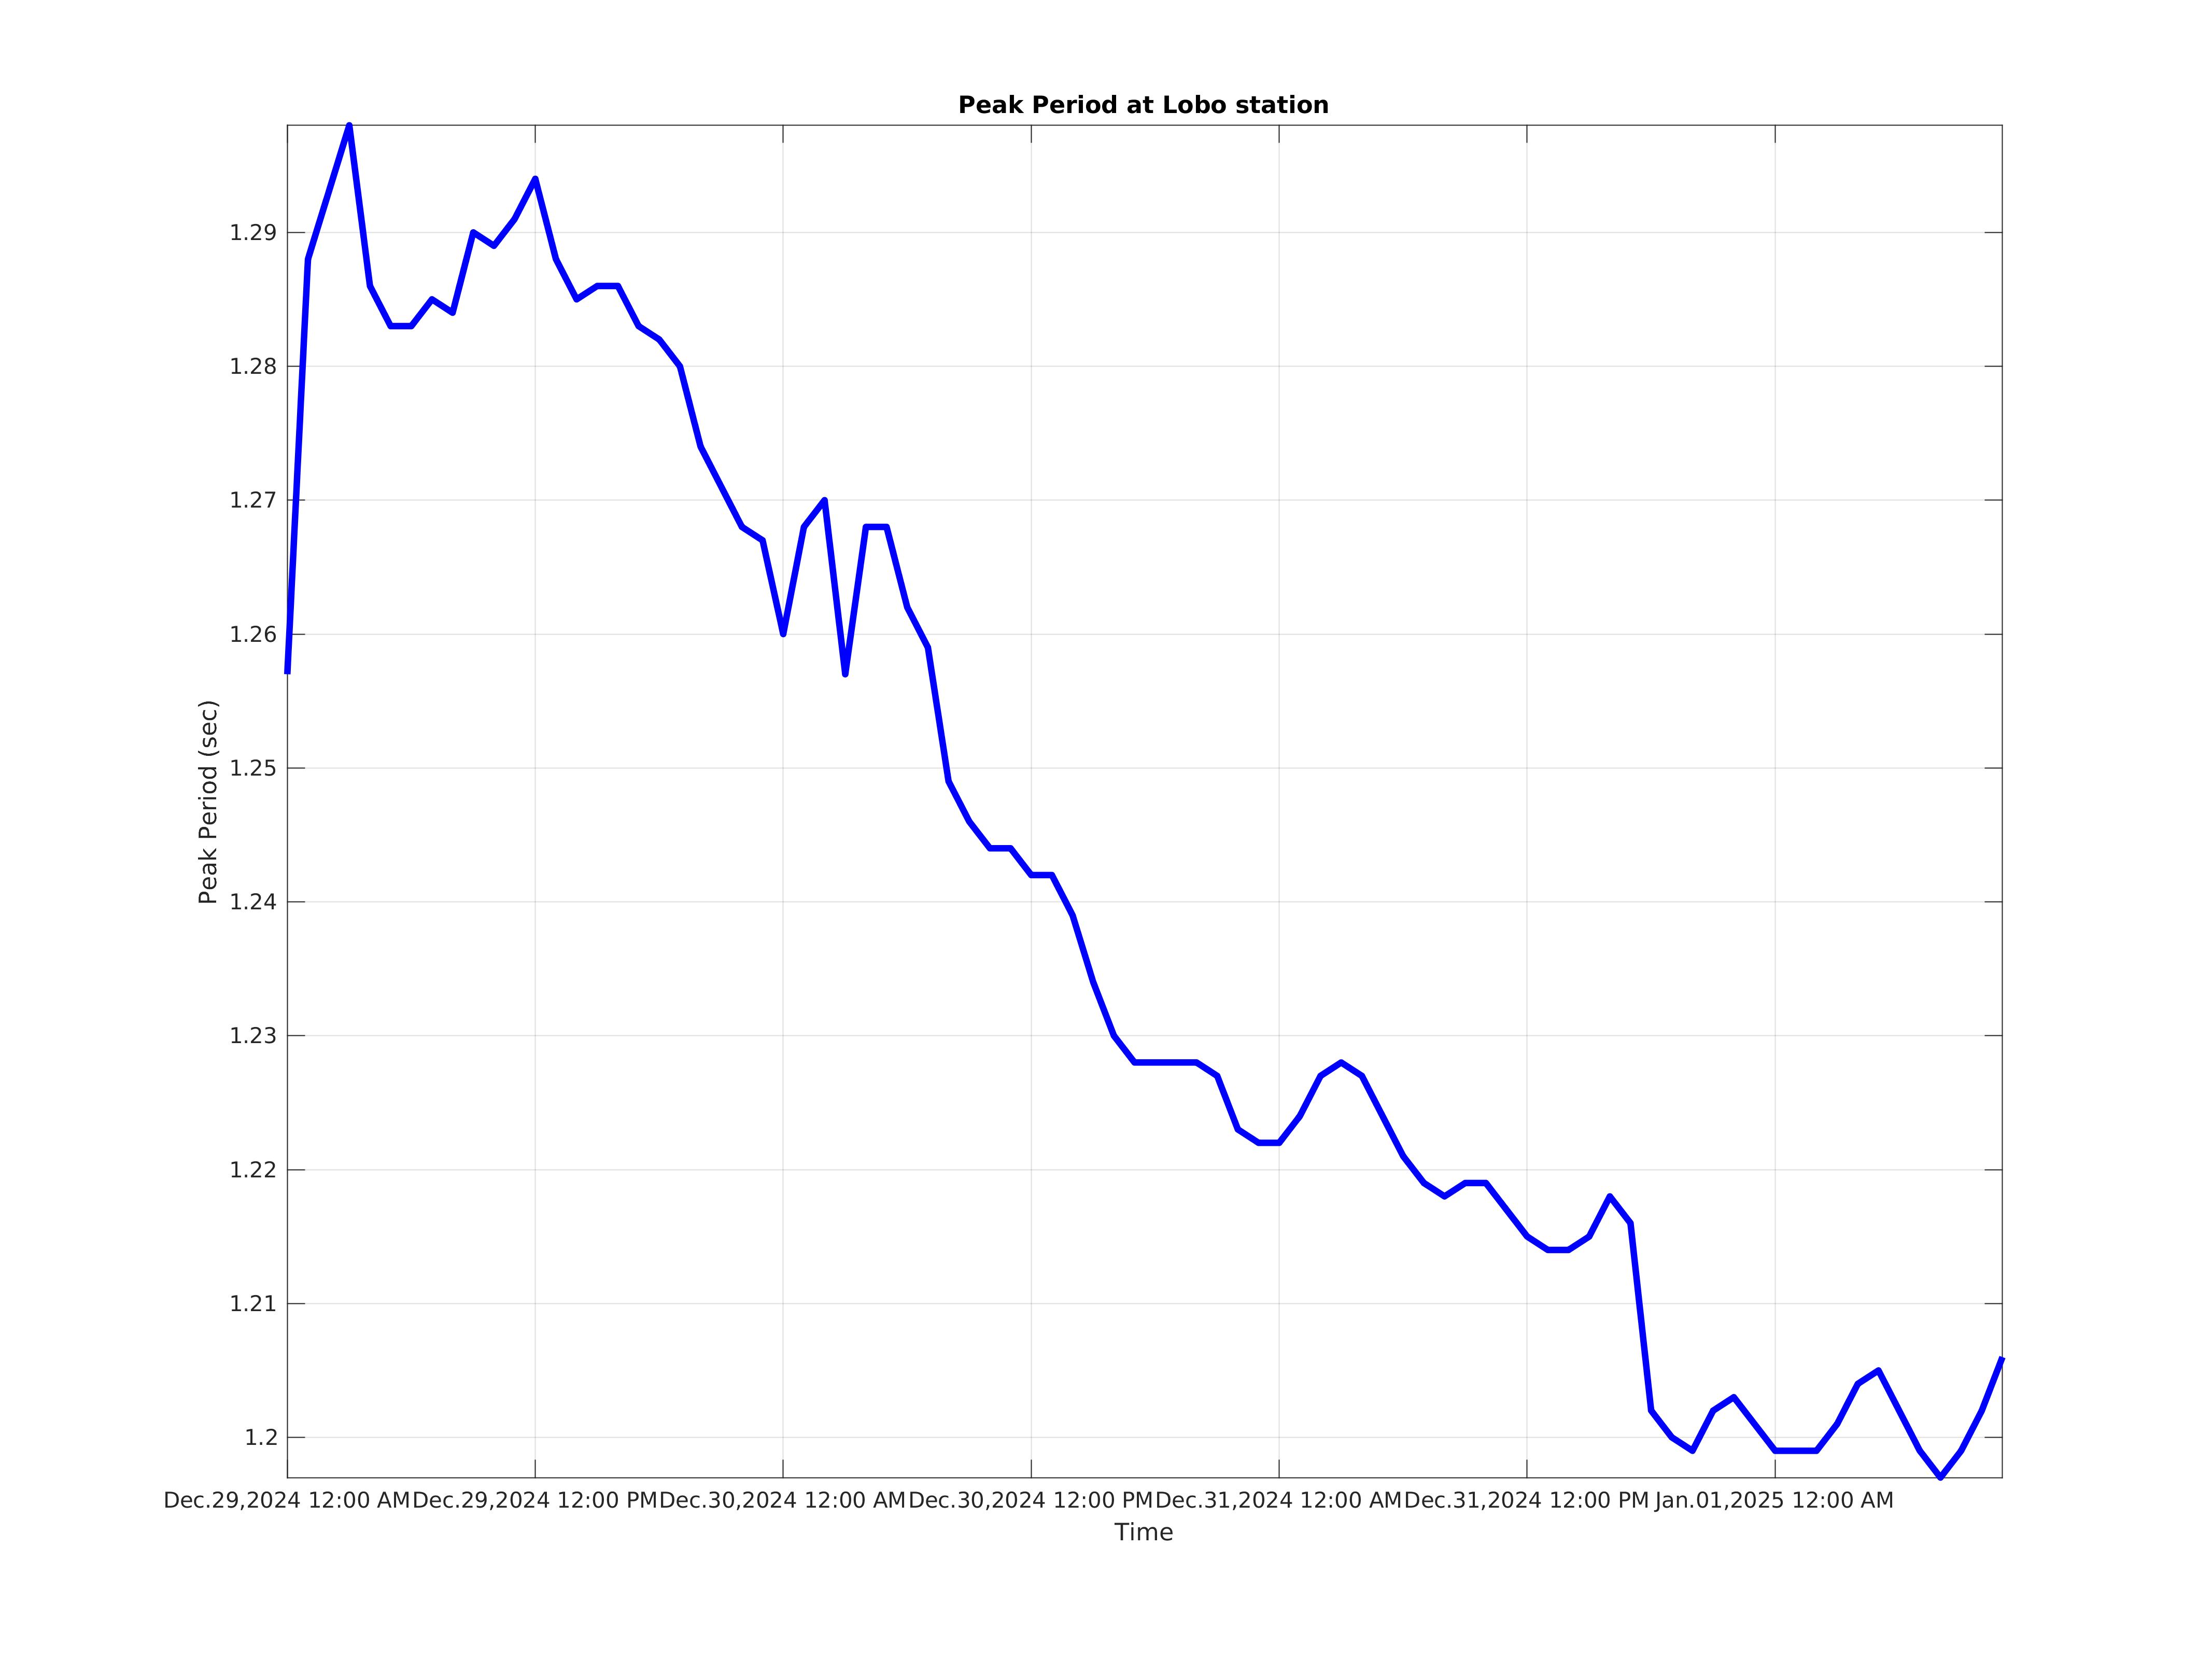 Peak Period at Lobo station
Peak Period (sec)
1.29
1.28
1.27
1.26
1.25
1.24
1.23
1.22
1.21
1.2
Dec.29,2024 12:00 AM Dec.29,2024 12:00 PM Dec.30,2024 12:00 AM Dec.30,2024 12:00 PM Dec.31,2024 12:00 AM Dec.31,2024 12:00 PM Jan.01,2025 12:00 AM
Time